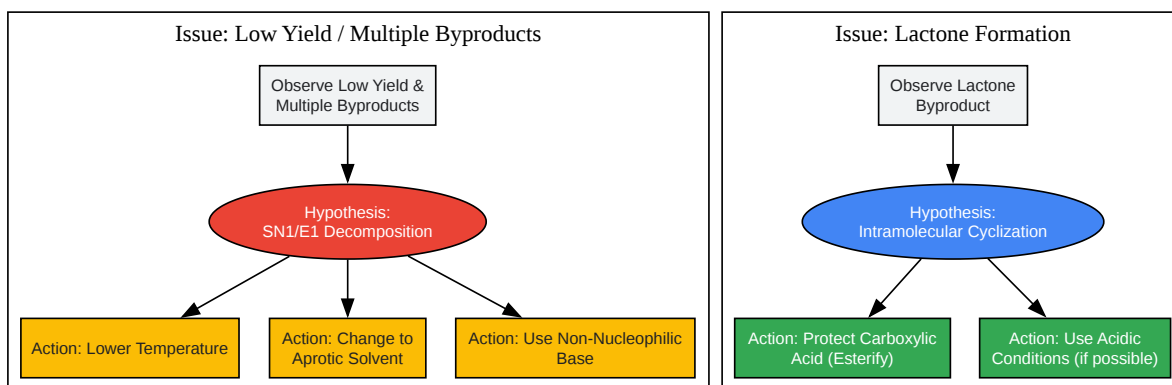 Issue: Low Yield / Multiple Byproducts
Observe Low Yield &
Multiple Byproducts
Hypothesis:
SN1/E1 Decomposition
Action: Lower Temperature
Action: Change to
Aprotic Solvent
Action: Use Non-Nucleophilic
Base
Issue: Lactone Formation
Observe Lactone
Byproduct
Hypothesis:
Intramolecular Cyclization
Action: Protect Carboxylic
Acid (Esterify)
Action: Use Acidic
Conditions (if possible)